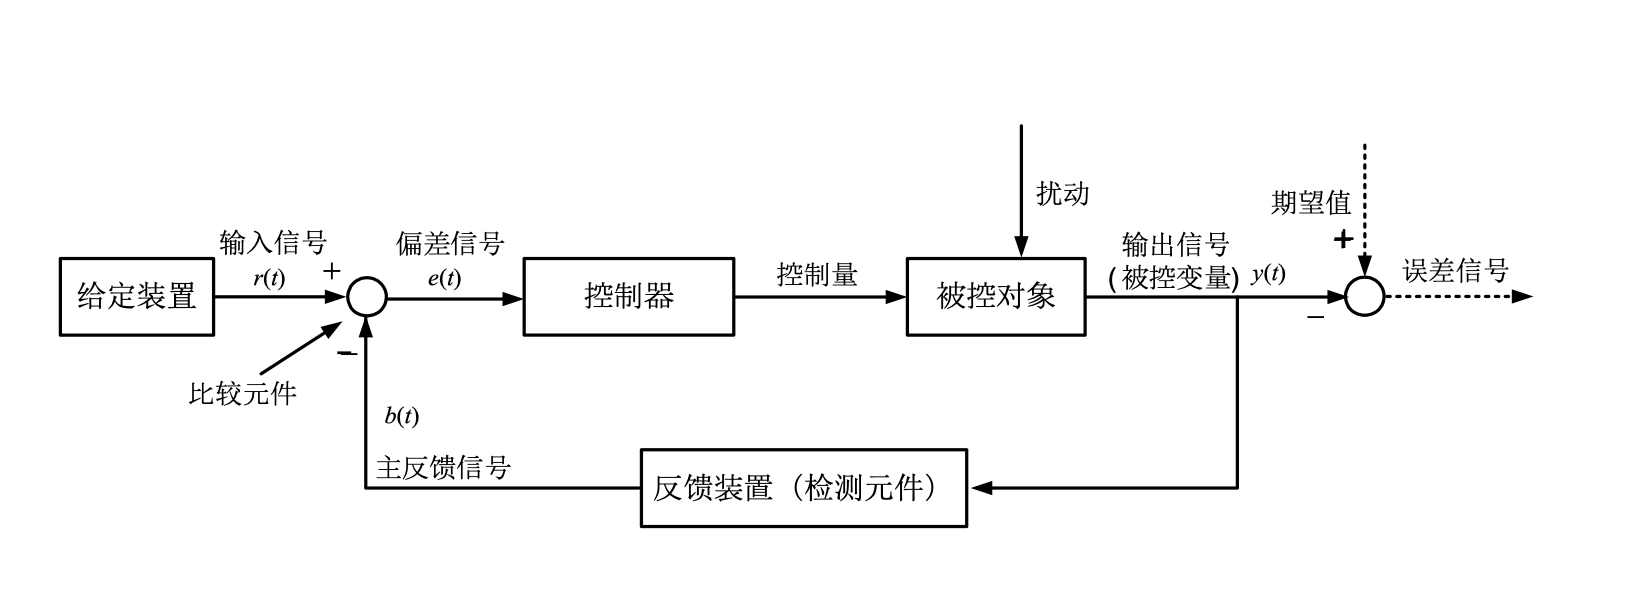 扰动
期望值
+
输入信号
r(t)
+
偏差信号
e(t)
控制量
输出信号
(被控变量)
y(t)
误差信号
给定装置
控制器
被控对象
−
−
比较元件
b(t)
主反馈信号
反馈装置（检测元件）